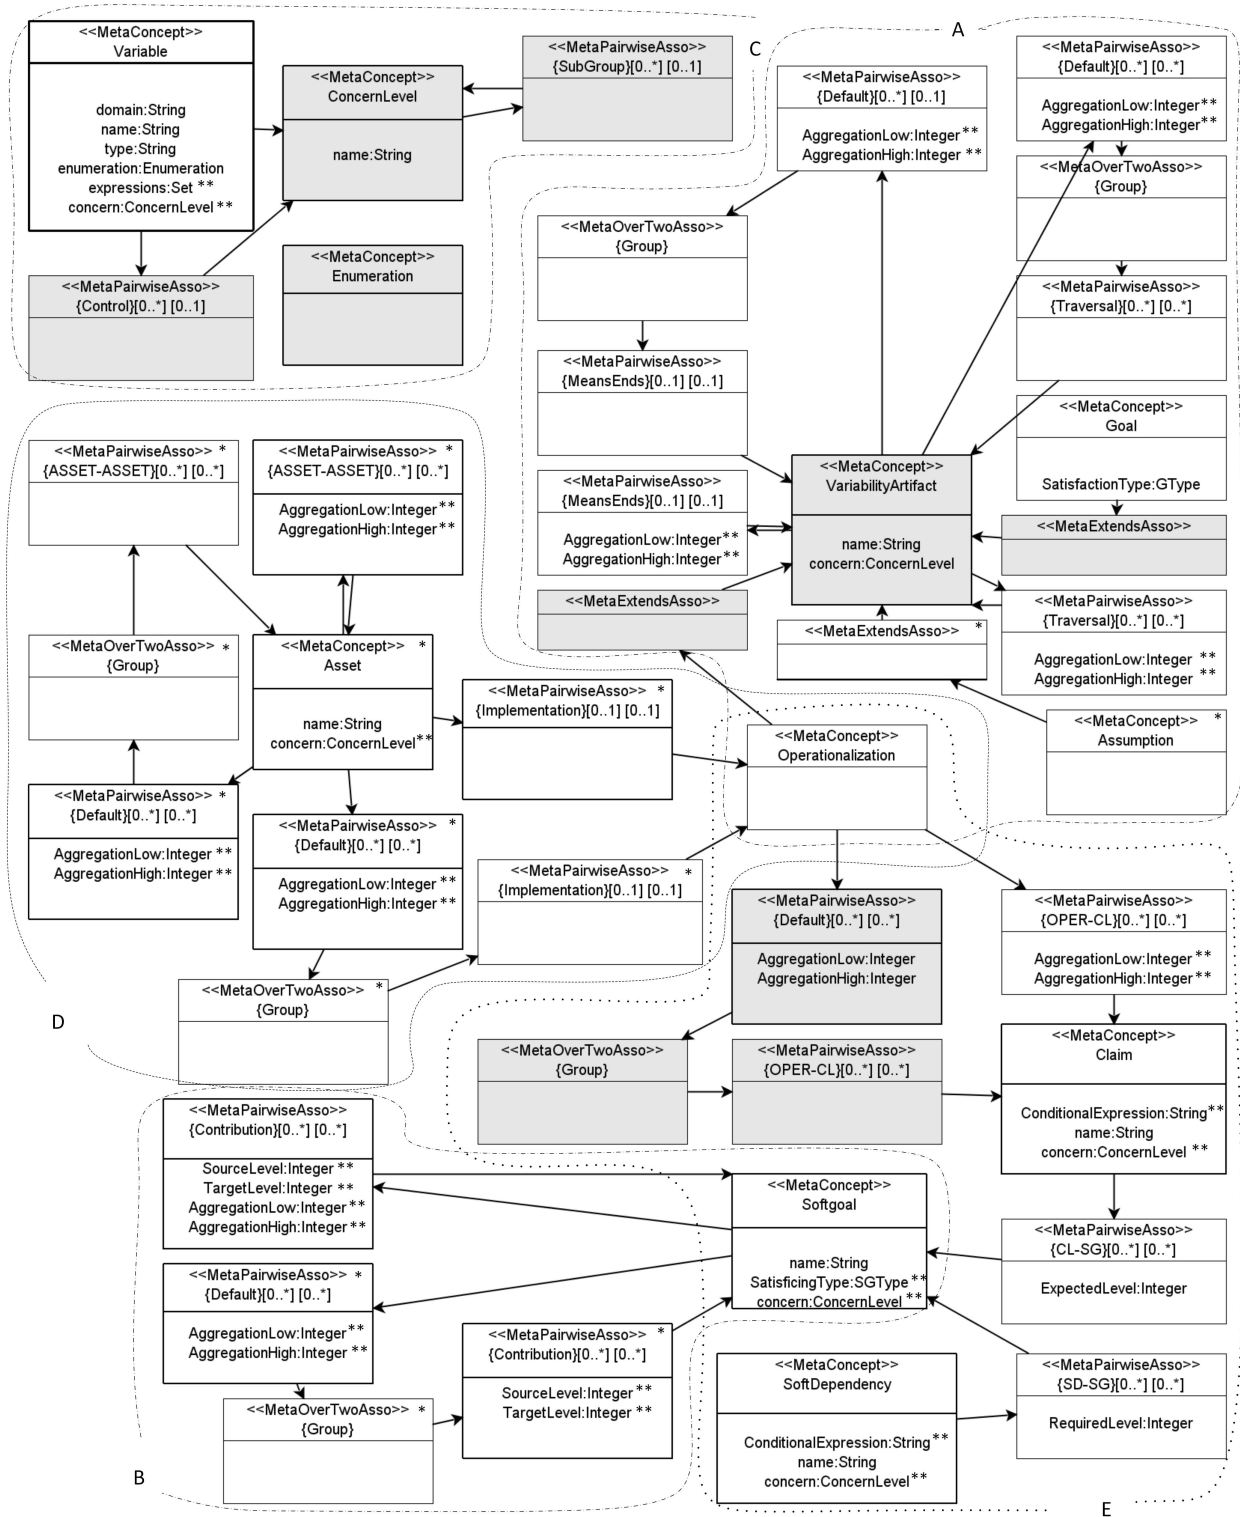 <<MetaConcept>>
Variable
domain:String
name:String
type:String
enumeration:Enumeration
expressions:Set **
concern:ConcernLevel **
<<MetaConcept>>
ConcernLevel
name:String
<<MetaPairwiseAsso>>
{SubGroup}[0..*] [0..1]
C
A
<<MetaPairwiseAsso>>
{Control}[0..*] [0..1]
<<MetaConcept>>
Enumeration
<<MetaPairwiseAsso>>
{Default}[0..*] [0..1]
AggregationLow:Integer **
AggregationHigh:Integer **
<<MetaPairwiseAsso>>
{Default}[0..*] [0..*]
AggregationLow:Integer **
AggregationHigh:Integer **
<<MetaOverTwoAsso>>
{Group}
<<MetaOverTwoAsso>>
{Group}
<<MetaPairwiseAsso>>
{Traversal}[0..*] [0..*]
<<MetaPairwiseAsso>>
{MeansEnds}[0..1] [0..1]
<<MetaConcept>>
Goal
SatisfactionType:GType
<<MetaPairwiseAsso>>
{MeansEnds}[0..1] [0..1]
AggregationLow:Integer **
AggregationHigh:Integer **
<<MetaConcept>>
VariabilityArtifact
name:String
concern:ConcernLevel
<<MetaExtendsAsso>>
<<MetaExtendsAsso>>
<<MetaExtendsAsso>> *
<<MetaPairwiseAsso>>
{Traversal}[0..*] [0..*]
AggregationLow:Integer **
AggregationHigh:Integer **
<<MetaConcept>> *
Assumption
<<MetaPairwiseAsso>> *
{ASSET-ASSET}[0..*] [0..*]
<<MetaPairwiseAsso>> *
{ASSET-ASSET}[0..*] [0..*]
AggregationLow:Integer **
AggregationHigh:Integer **
<<MetaOverTwoAsso>> *
{Group}
<<MetaConcept>> *
Asset
name:String
concern:ConcernLevel **
<<MetaPairwiseAsso>> *
{Implementation}[0..1] [0..1]
<<MetaConcept>>
Operationalization
<<MetaPairwiseAsso>> *
{Default}[0..*] [0..*]
AggregationLow:Integer **
AggregationHigh:Integer **
<<MetaPairwiseAsso>> *
{Default}[0..*] [0..*]
AggregationLow:Integer **
AggregationHigh:Integer **
<<MetaPairwiseAsso>> *
{Implementation}[0..1] [0..1]
<<MetaOverTwoAsso>> *
{Group}
D
<<MetaPairwiseAsso>>
{Default}[0..*] [0..*]
AggregationLow:Integer
AggregationHigh:Integer
<<MetaPairwiseAsso>>
{OPER-CL}[0..*] [0..*]
AggregationLow:Integer **
AggregationHigh:Integer **
<<MetaOverTwoAsso>>
{Group}
<<MetaPairwiseAsso>>
{OPER-CL}[0..*] [0..*]
<<MetaConcept>>
Claim
ConditionalExpression:String **
name:String
concern:ConcernLevel **
<<MetaPairwiseAsso>>
{Contribution}[0..*] [0..*]
SourceLevel:Integer **
TargetLevel:Integer **
AggregationLow:Integer **
AggregationHigh:Integer **
<<MetaConcept>>
Softgoal
name:String
SatisficingType:SGType **
concern:ConcernLevel **
<<MetaPairwiseAsso>>
{CL-SG}[0..*] [0..*]
ExpectedLevel:Integer
<<MetaPairwiseAsso>> *
{Default}[0..*] [0..*]
AggregationLow:Integer **
AggregationHigh:Integer **
<<MetaPairwiseAsso>> *
{Contribution}[0..*] [0..*]
SourceLevel:Integer **
TargetLevel:Integer **
<<MetaOverTwoAsso>> *
{Group}
<<MetaConcept>>
SoftDependency
ConditionalExpression:String **
name:String
concern:ConcernLevel **
<<MetaPairwiseAsso>>
{SD-SG}[0..*] [0..*]
RequiredLevel:Integer
B
E